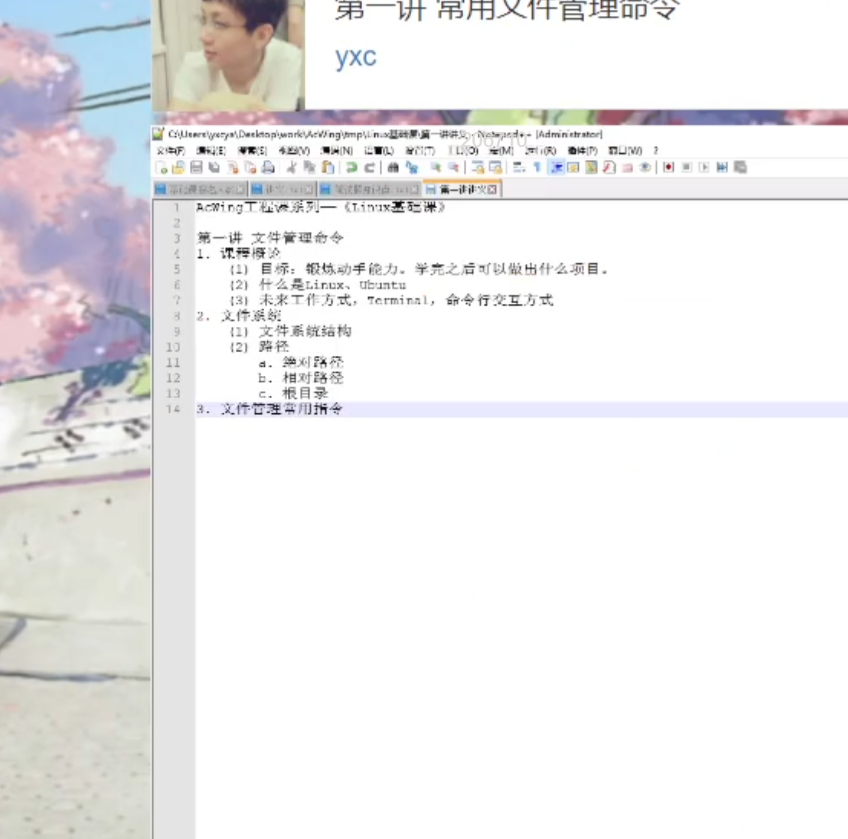 第一讲 常用文件管理命令
yxc
C:\Users\yxcya\Desktop\work\AcWing\tmp\Linux基础课\第一讲讲义 - Notepad++ [Administrator]
文件(F) 编辑(E) 搜索(S) 视图(V) 编码(N) 语言(L) 设置(T) 工具(O) 宏(M) 运行(R) 插件(P) 窗口(W) ?
第一讲讲义
1 AcWing工程课系列——《Linux基础课》
2
3 第一讲 文件管理命令
4 1. 课程概论
5 (1) 目标：锻炼动手能力。学完之后可以做出什么项目。
6 (2) 什么是Linux、Ubuntu
7 (3) 未来工作方式，Terminal，命令行交互方式
8 2. 文件系统
9 (1) 文件系统结构
10 (2) 路径
11 a. 绝对路径
12 b. 相对路径
13 c. 根目录
14 3. 文件管理常用指令